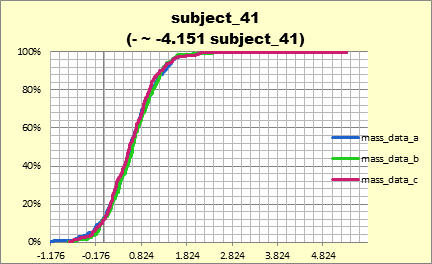 subject_41
(- ~ -4.151 subject_41)
100%
80%
60%
40%
20%
0%
-1.176 -0.176 0.824 1.824 2.824 3.824 4.824
mass_data_a
mass_data_b
mass_data_c